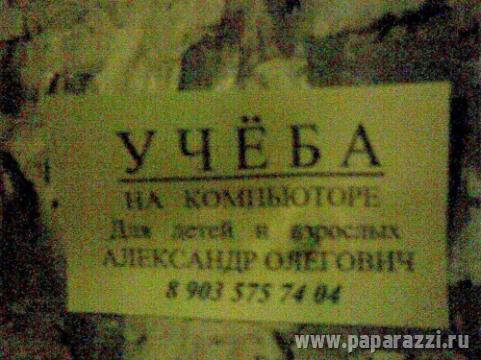 УЧЁБА
НА КОМПЬЮТОРЕ
Для детей и взрослых
АЛЕКСАНДР ОЛЕГОВИЧ
8 903 575 74 04
www.paparazzi.ru